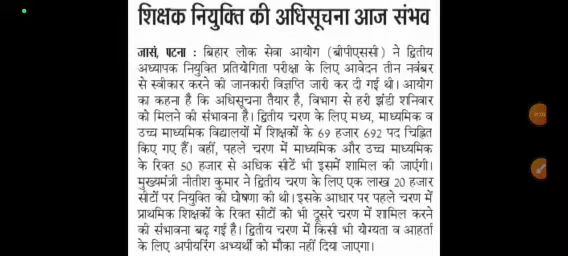 शिक्षक नियुक्ति की अधिसूचना आज संभव
जासं, पटना : बिहार लोक सेवा आयोग (बीपीएससी) ने द्वितीय
अध्यापक नियुक्ति प्रतियोगिता परीक्षा के लिए आवेदन तीन नवंबर
से स्वीकार करने की जानकारी विज्ञप्ति जारी कर दी गई थी। आयोग
का कहना है कि अधिसूचना तैयार है, विभाग से हरी झंडी शनिवार
को मिलने की संभावना है। द्वितीय चरण के लिए मध्य, माध्यमिक व
उच्च माध्यमिक विद्यालयों में शिक्षकों के 69 हजार 692 पद चिह्नित
किए गए हैं। वहीं, पहले चरण में माध्यमिक और उच्च माध्यमिक
के रिक्त 50 हजार से अधिक सीटें भी इसमें शामिल की जाएंगी।
मुख्यमंत्री नीतीश कुमार ने द्वितीय चरण के लिए एक लाख 20 हजार
सीटों पर नियुक्ति की घोषणा की थी। इसके आधार पर पहले चरण में
प्राथमिक शिक्षकों के रिक्त सीटों को भी दूसरे चरण में शामिल करने
की संभावना बढ़ गई है। द्वितीय चरण में किसी भी योग्यता व अहर्ता
के लिए अपीयरिंग अभ्यर्थी को मौका नहीं दिया जाएगा।